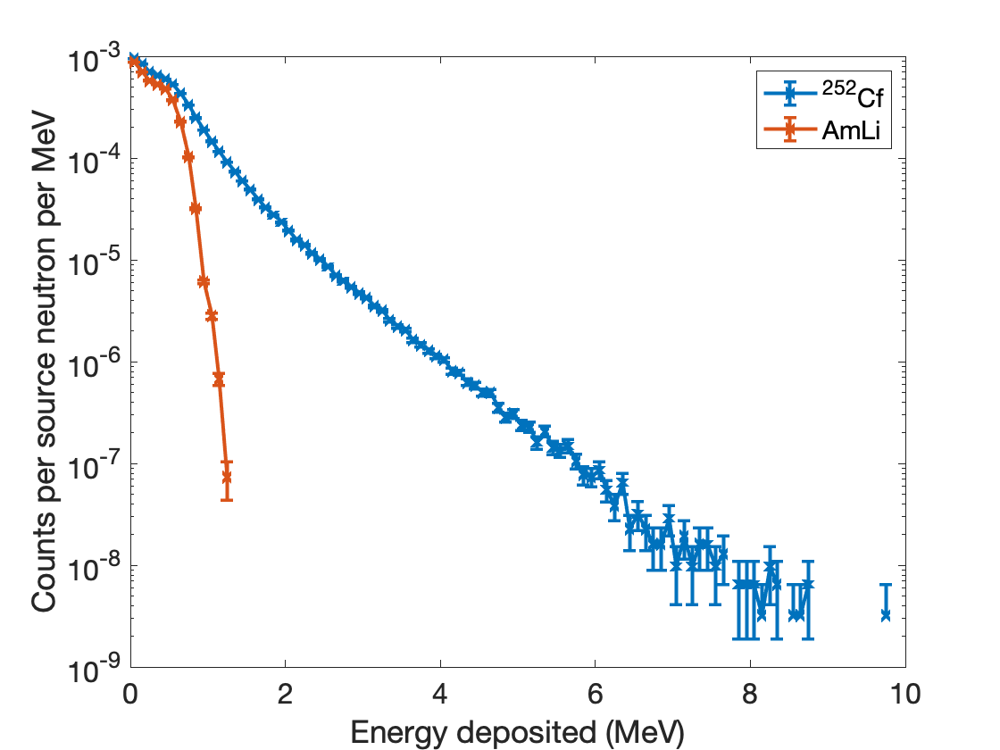 10⁻³
10⁻⁴
10⁻⁵
10⁻⁶
10⁻⁷
10⁻⁸
10⁻⁹
Counts per source neutron per MeV
²⁵²Cf
AmLi
0 2 4 6 8 10
Energy deposited (MeV)